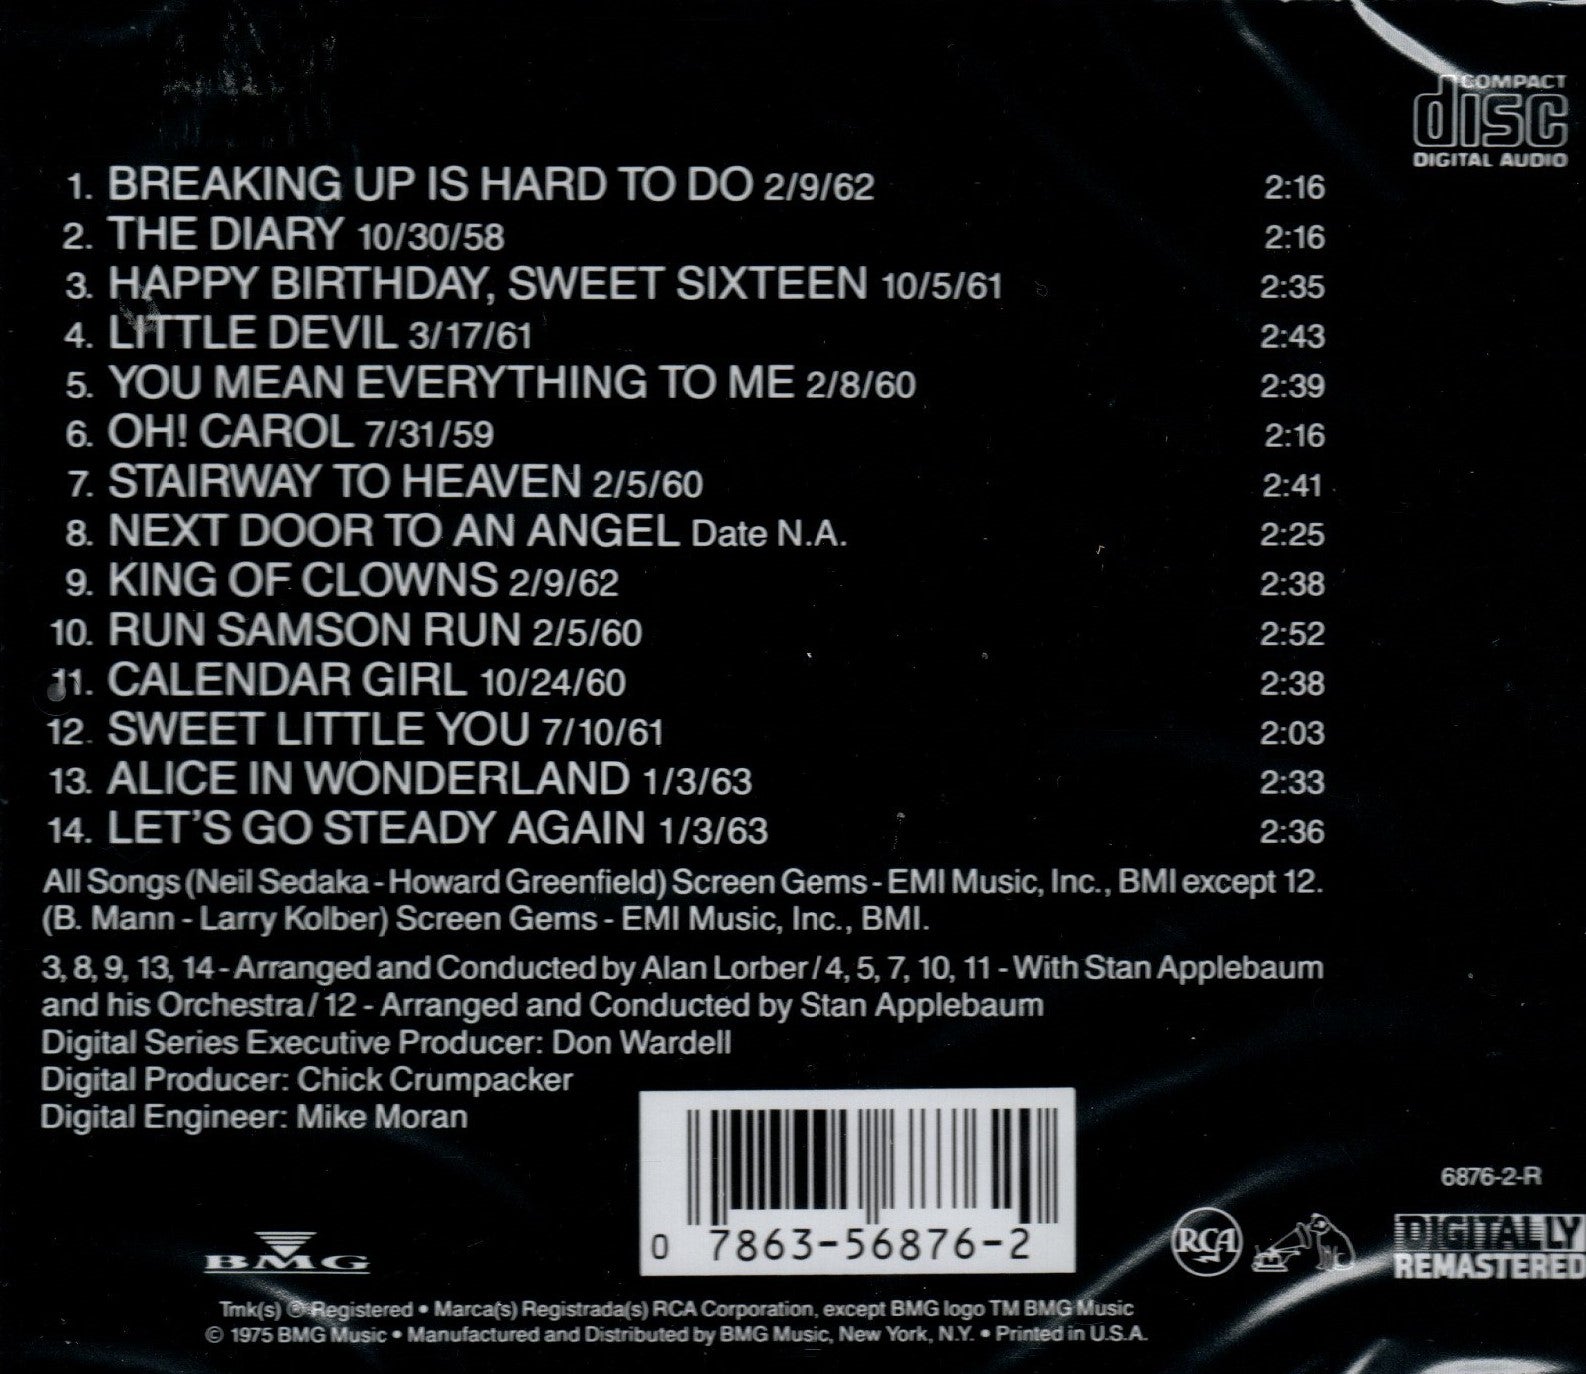 COMPACT
disc
DIGITAL AUDIO
1. BREAKING UP IS HARD TO DO 2/9/62 2:16
2. THE DIARY 10/30/58 2:16
3. HAPPY BIRTHDAY, SWEET SIXTEEN 10/5/61 2:35
4. LITTLE DEVIL 3/17/61 2:43
5. YOU MEAN EVERYTHING TO ME 2/8/60 2:39
6. OH! CAROL 7/31/59 2:16
7. STAIRWAY TO HEAVEN 2/5/60 2:41
8. NEXT DOOR TO AN ANGEL Date N.A. 2:25
9. KING OF CLOWNS 2/9/62 2:38
10. RUN SAMSON RUN 2/5/60 2:52
11. CALENDAR GIRL 10/24/60 2:38
12. SWEET LITTLE YOU 7/10/61 2:03
13. ALICE IN WONDERLAND 1/3/63 2:33
14. LET'S GO STEADY AGAIN 1/3/63 2:36
All Songs (Neil Sedaka - Howard Greenfield) Screen Gems - EMI Music, Inc., BMI except 12.
(B. Mann - Larry Kolber) Screen Gems - EMI Music, Inc., BMI.
3, 8, 9, 13, 14 - Arranged and Conducted by Alan Lorber / 4, 5, 7, 10, 11 - With Stan Applebaum
and his Orchestra / 12 - Arranged and Conducted by Stan Applebaum
Digital Series Executive Producer: Don Wardell
Digital Producer: Chick Crumpacker
Digital Engineer: Mike Moran
0 7863-56876-2
6876-2-R
BMG
RCA
DIGITALLY
REMASTERED
Tmk(s) ® Registered • Marca(s) Registrada(s) RCA Corporation, except BMG logo TM BMG Music
© 1975 BMG Music • Manufactured and Distributed by BMG Music, New York, N.Y. • Printed in U.S.A.